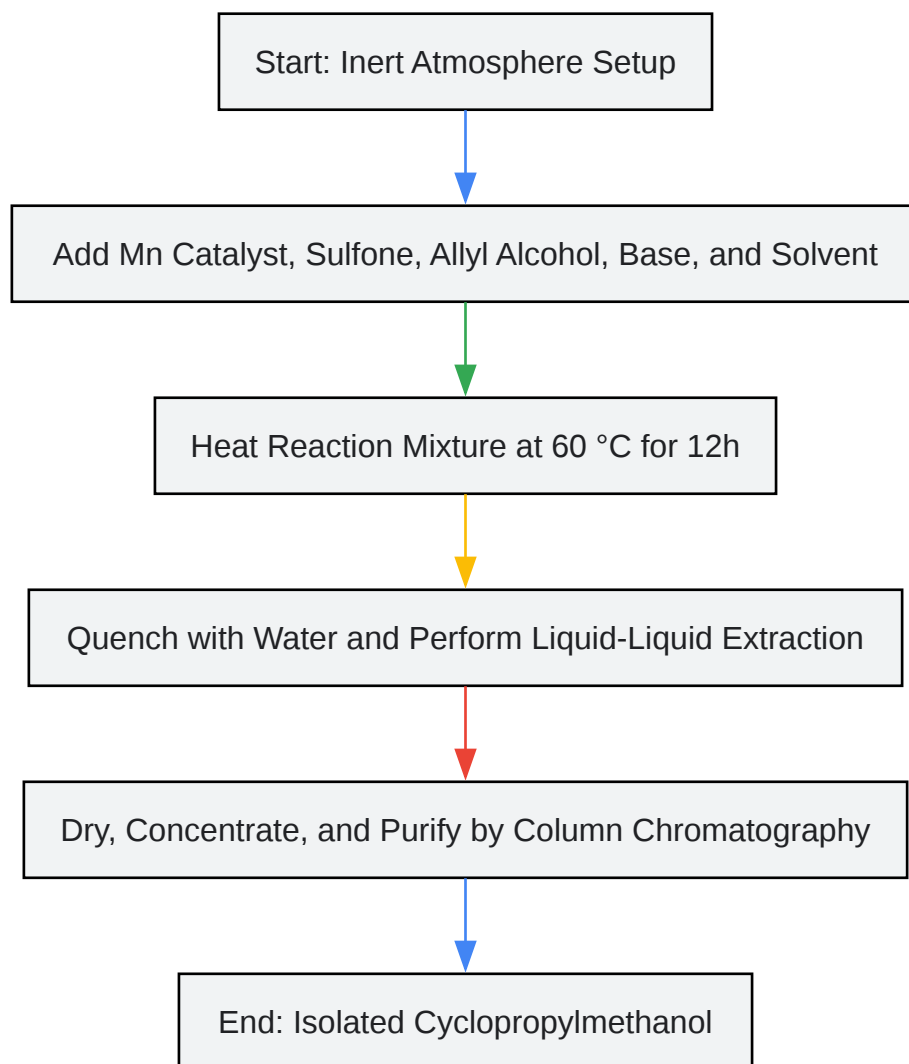 Start: Inert Atmosphere Setup
Add Mn Catalyst, Sulfone, Allyl Alcohol, Base, and Solvent
Heat Reaction Mixture at 60 °C for 12h
Quench with Water and Perform Liquid-Liquid Extraction
Dry, Concentrate, and Purify by Column Chromatography
End: Isolated Cyclopropylmethanol